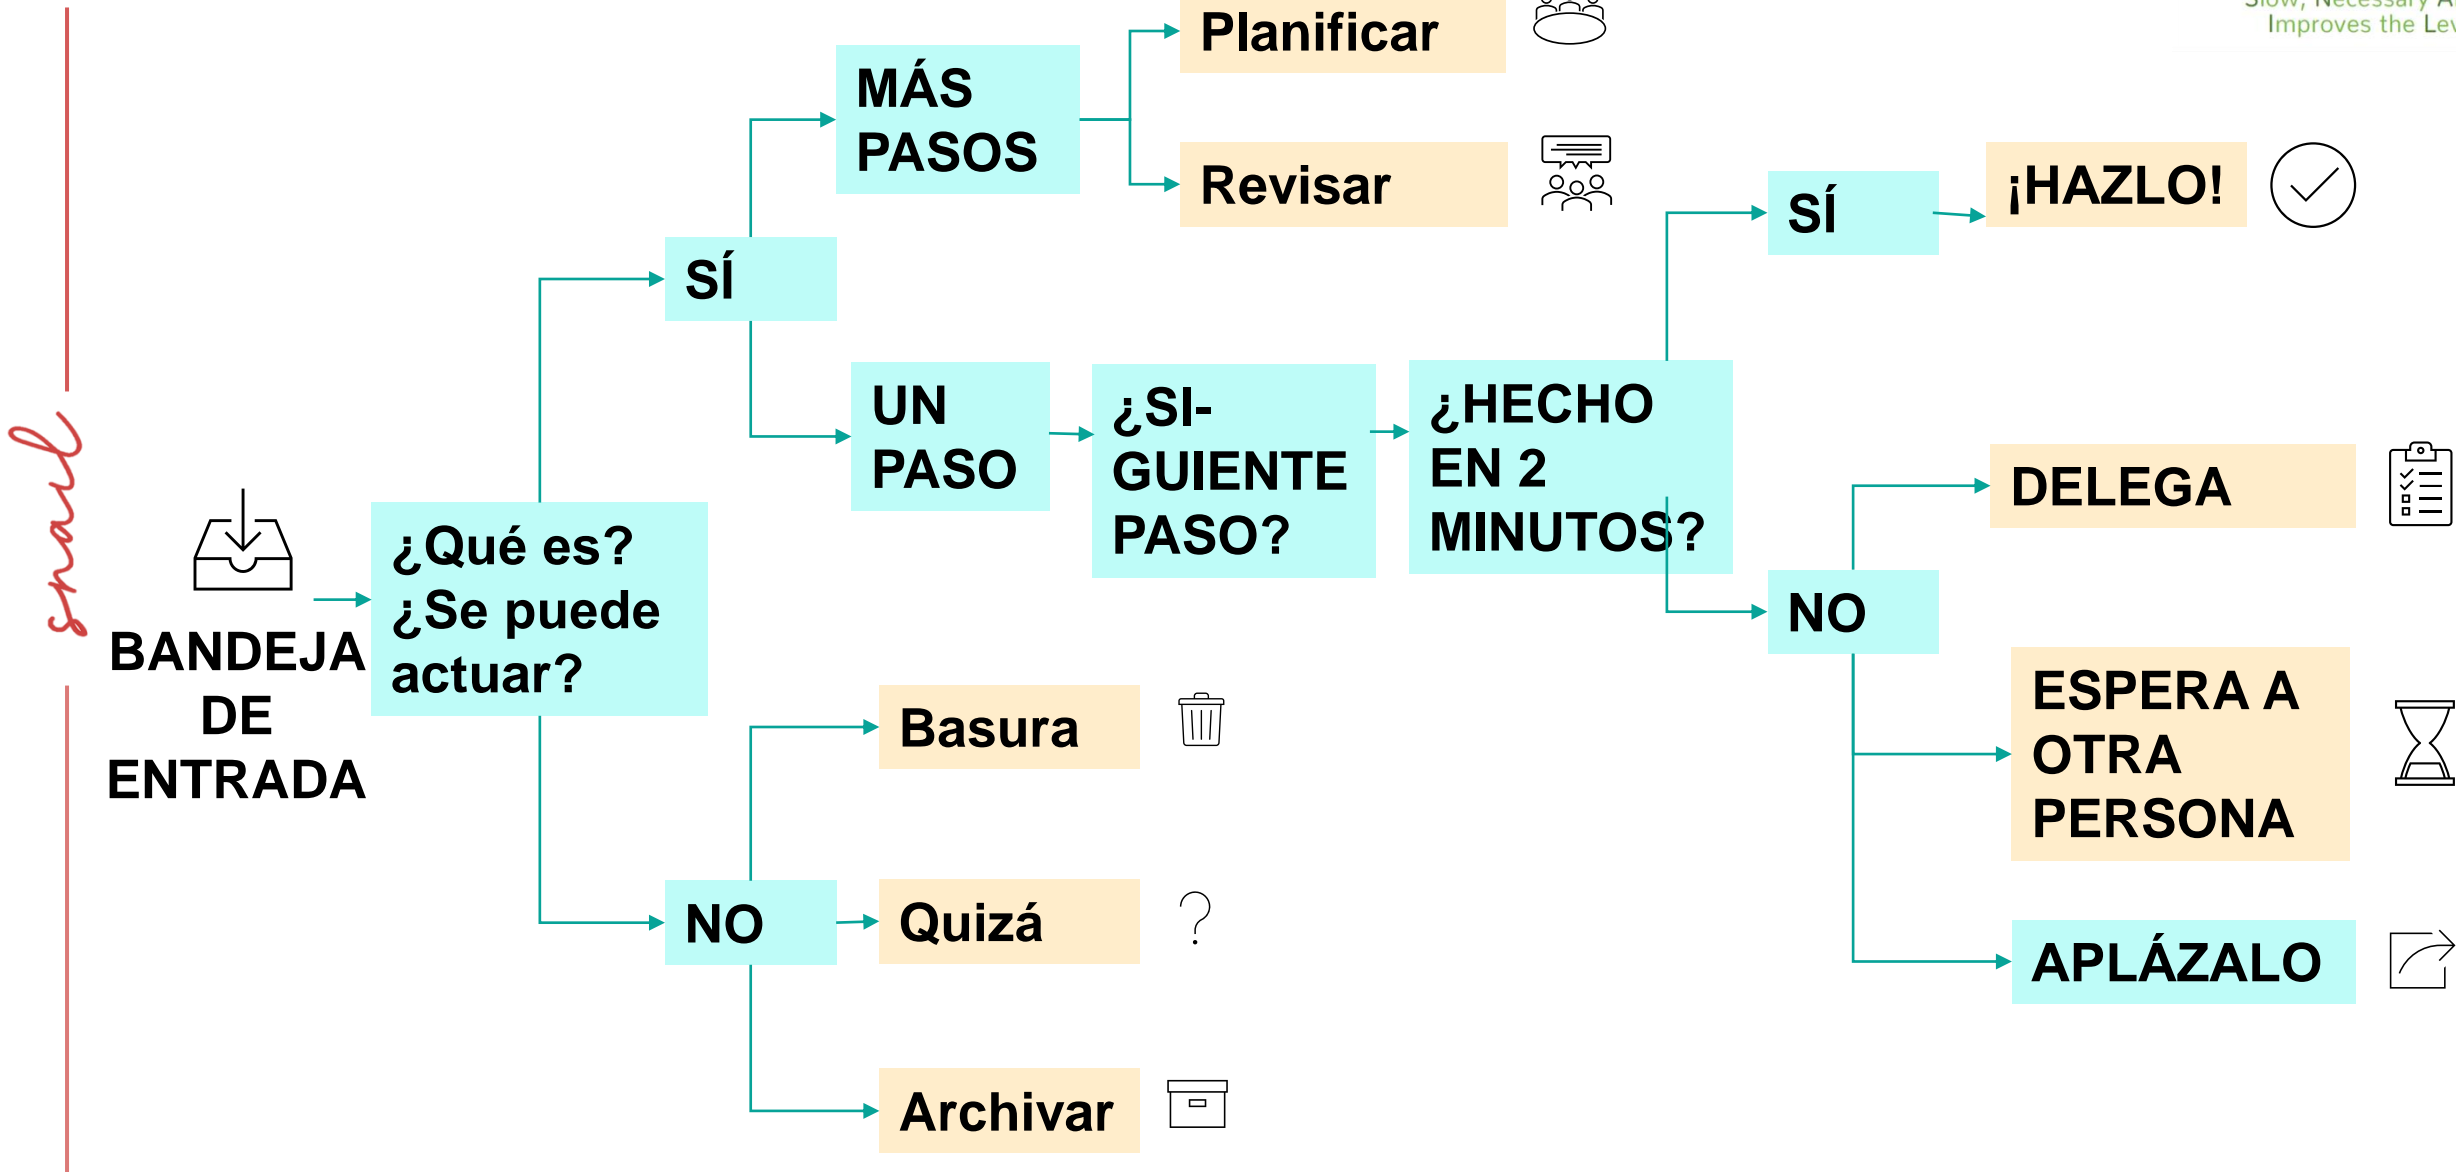 Improves the
Planificar
MÁS
PASOS
Revisar
¡HAZLO!
SÍ
SÍ
UN
PASO
¿SI-
GUIENTE
PASO?
¿HECHO
EN 2
MINUTOS?
DELEGA
snail
¿Qué es?
¿Se puede
actuar?
NO
BANDEJA
DE
ENTRADA
ESPERA A
OTRA
PERSONA
Basura
NO
Quizá
APLÁZALO
Archivar